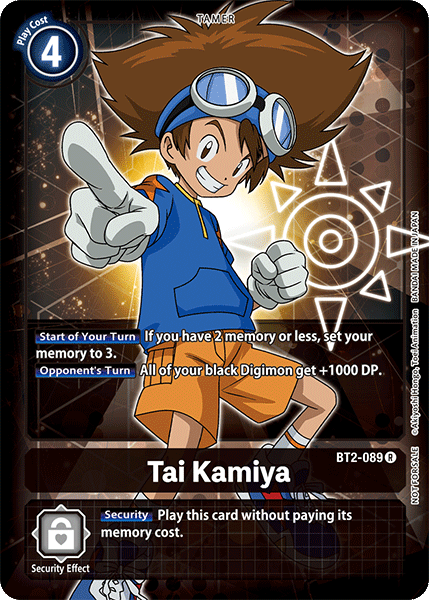 TAMER
Play Cost
4
Start of Your Turn If you have 2 memory or less, set your
memory to 3.
Opponent's Turn All of your black Digimon get +1000 DP.
BT2-089 R
Tai Kamiya
Security Play this card without paying its
memory cost.
Security Effect
NOT FOR SALE ©Akiyoshi Hongo, Toei Animation BANDAI MADE IN JAPAN